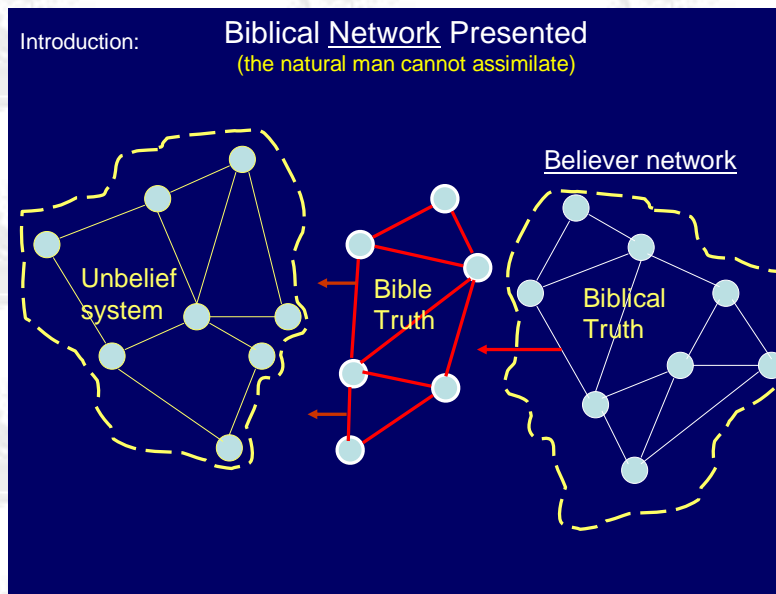 Introduction:
Biblical Network Presented
(the natural man cannot assimilate)
Believer network
Unbelief
system
Bible
Truth
Biblical
Truth